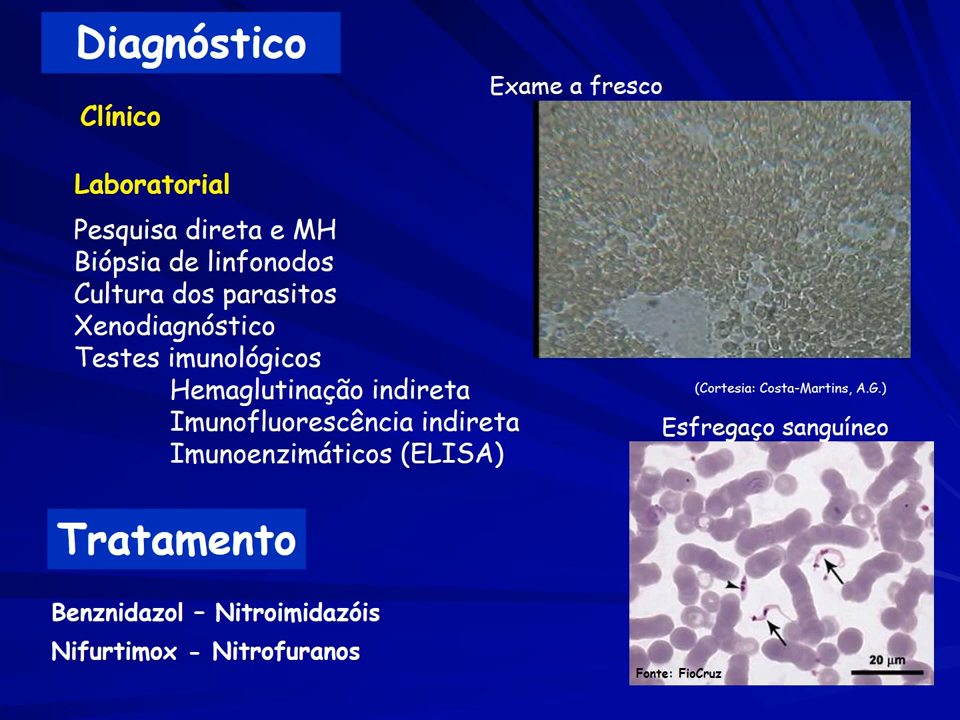 Diagnóstico
Clínico
Laboratorial
Pesquisa direta e MH
Biópsia de linfonodos
Cultura dos parasitos
Xenodiagnóstico
Testes imunológicos
Hemaglutinação indireta
Imunofluorescência indireta
Imunoenzimáticos (ELISA)
Tratamento
Benznidazol – Nitroimidazóis
Nifurtimox - Nitrofuranos
Exame a fresco
(Cortesia: Costa-Martins, A.G.)
Esfregaço sanguíneo
Fonte: FioCruz
20 µm